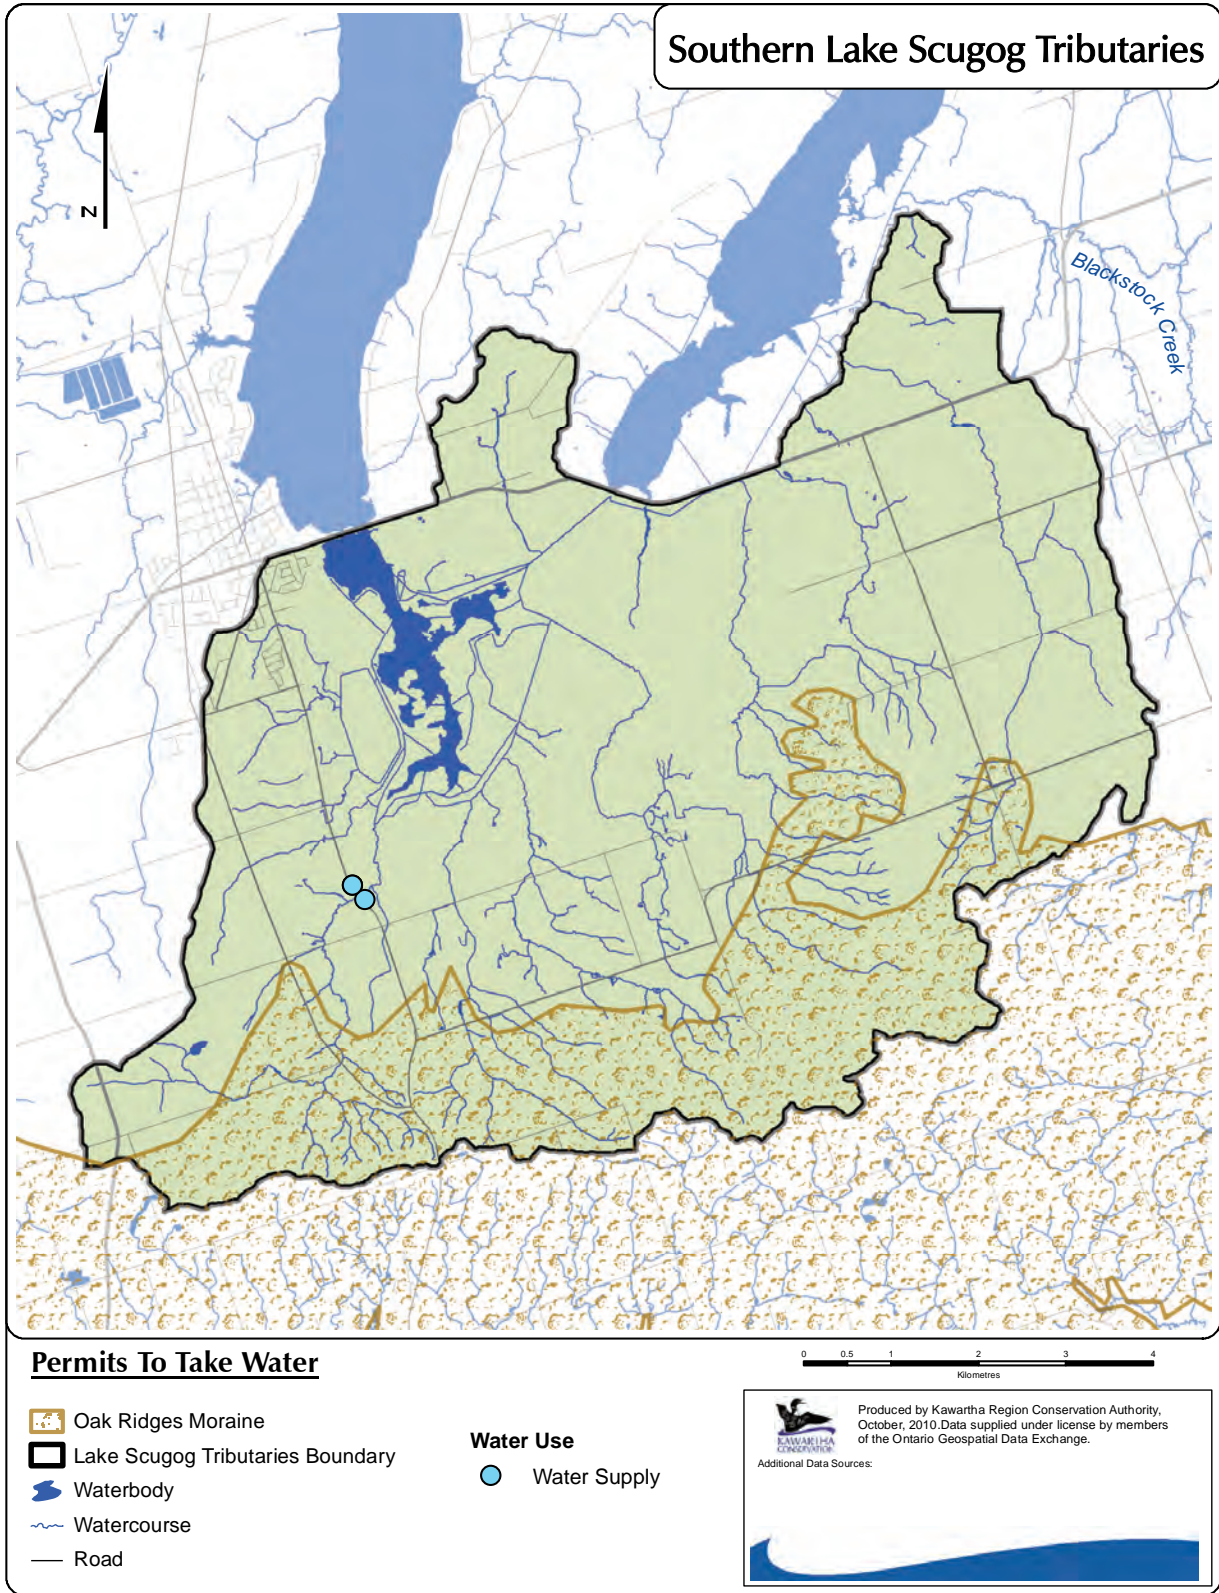 Southern Lake Scugog Tributaries
N
Blackstock Creek
Permits To Take Water
Oak Ridges Moraine
Lake Scugog Tributaries Boundary
Waterbody
Watercourse
Road
Water Use
Water Supply
0 0.5 1 2 3 4
Kilometres
KAWARTHA
CONSERVATION
Produced by Kawartha Region Conservation Authority,
October, 2010.Data supplied under license by members
of the Ontario Geospatial Data Exchange.
Additional Data Sources: